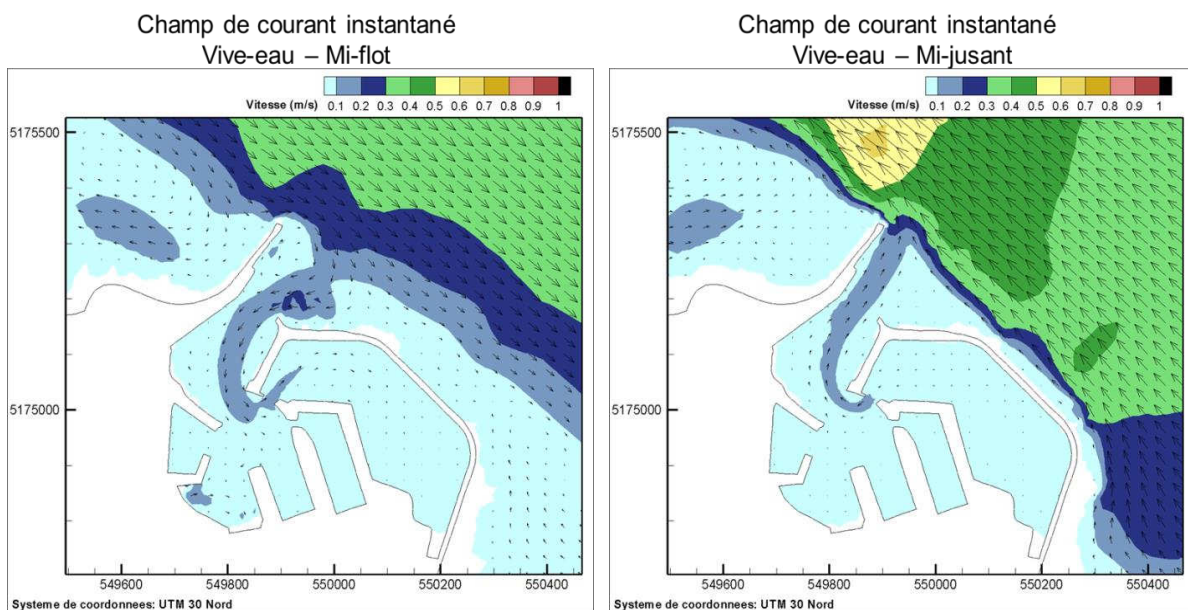 Champ de courant instantané
Vive-eau – Mi-flot
Vitesse (m/s) 0.1 0.2 0.3 0.4 0.5 0.6 0.7 0.8 0.9 1
5175500
5175000
549600 549800 550000 550200 550400
Systeme de coordonnees: UTM 30 Nord
Champ de courant instantané
Vive-eau – Mi-jusant
Vitesse (m/s) 0.1 0.2 0.3 0.4 0.5 0.6 0.7 0.8 0.9 1
5175500
5175000
549600 549800 550000 550200 550400
Systeme de coordonnees: UTM 30 Nord